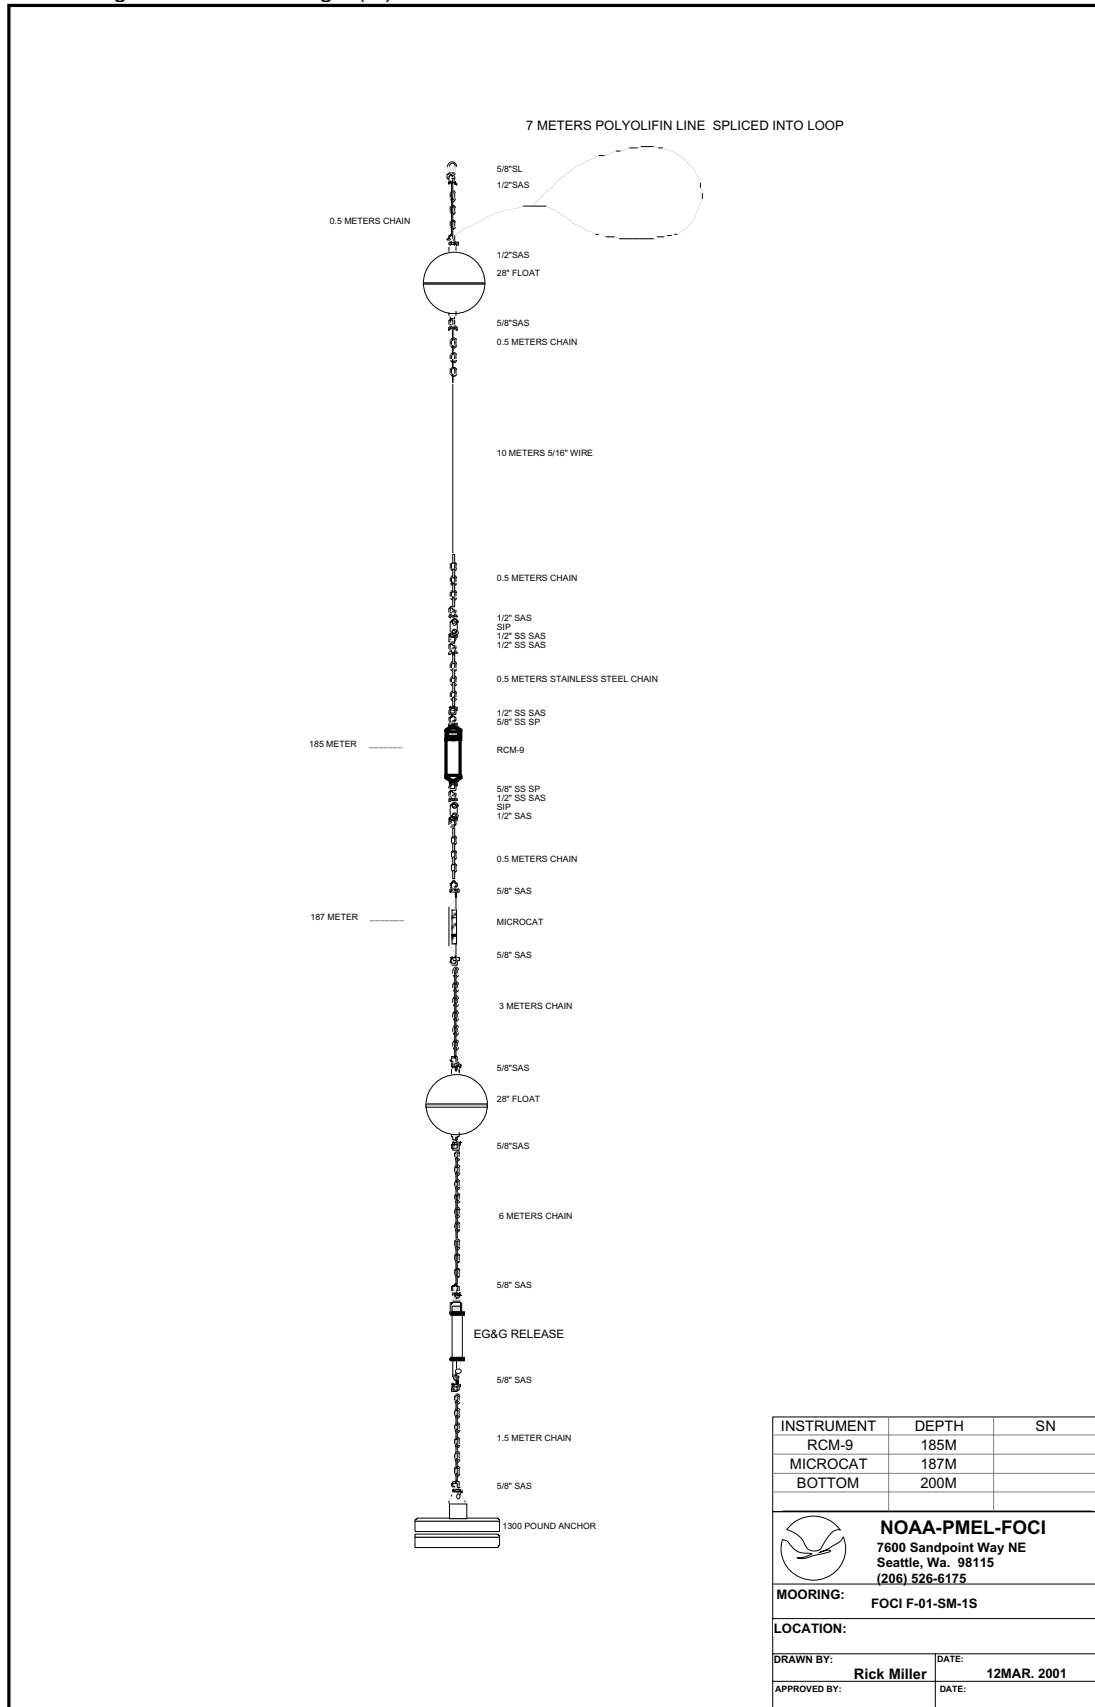 7 METERS POLYOLIFIN LINE SPLICED INTO LOOP
5/8"SL
1/2"SAS
0.5 METERS CHAIN
1/2"SAS
28" FLOAT
5/8"SAS
0.5 METERS CHAIN
10 METERS 5/16" WIRE
0.5 METERS CHAIN
1/2" SAS
SIP
1/2" SS SAS
1/2" SS SAS
0.5 METERS STAINLESS STEEL CHAIN
1/2" SS SAS
5/8" SS SP
185 METER
RCM-9
5/8" SS SP
1/2" SS SAS
SIP
1/2" SAS
0.5 METERS CHAIN
5/8" SAS
187 METER
MICROCAT
5/8" SAS
3 METERS CHAIN
5/8"SAS
28" FLOAT
5/8"SAS
6 METERS CHAIN
5/8" SAS
EG&G RELEASE
5/8" SAS
1.5 METER CHAIN
5/8" SAS
1300 POUND ANCHOR
INSTRUMENT DEPTH SN
RCM-9 185M
MICROCAT 187M
BOTTOM 200M
NOAA-PMEL-FOCI
7600 Sandpoint Way NE
Seattle, Wa. 98115
(206) 526-6175
MOORING: FOCI F-01-SM-1S
LOCATION:
DRAWN BY: Rick Miller DATE: 12MAR. 2001
APPROVED BY: DATE: